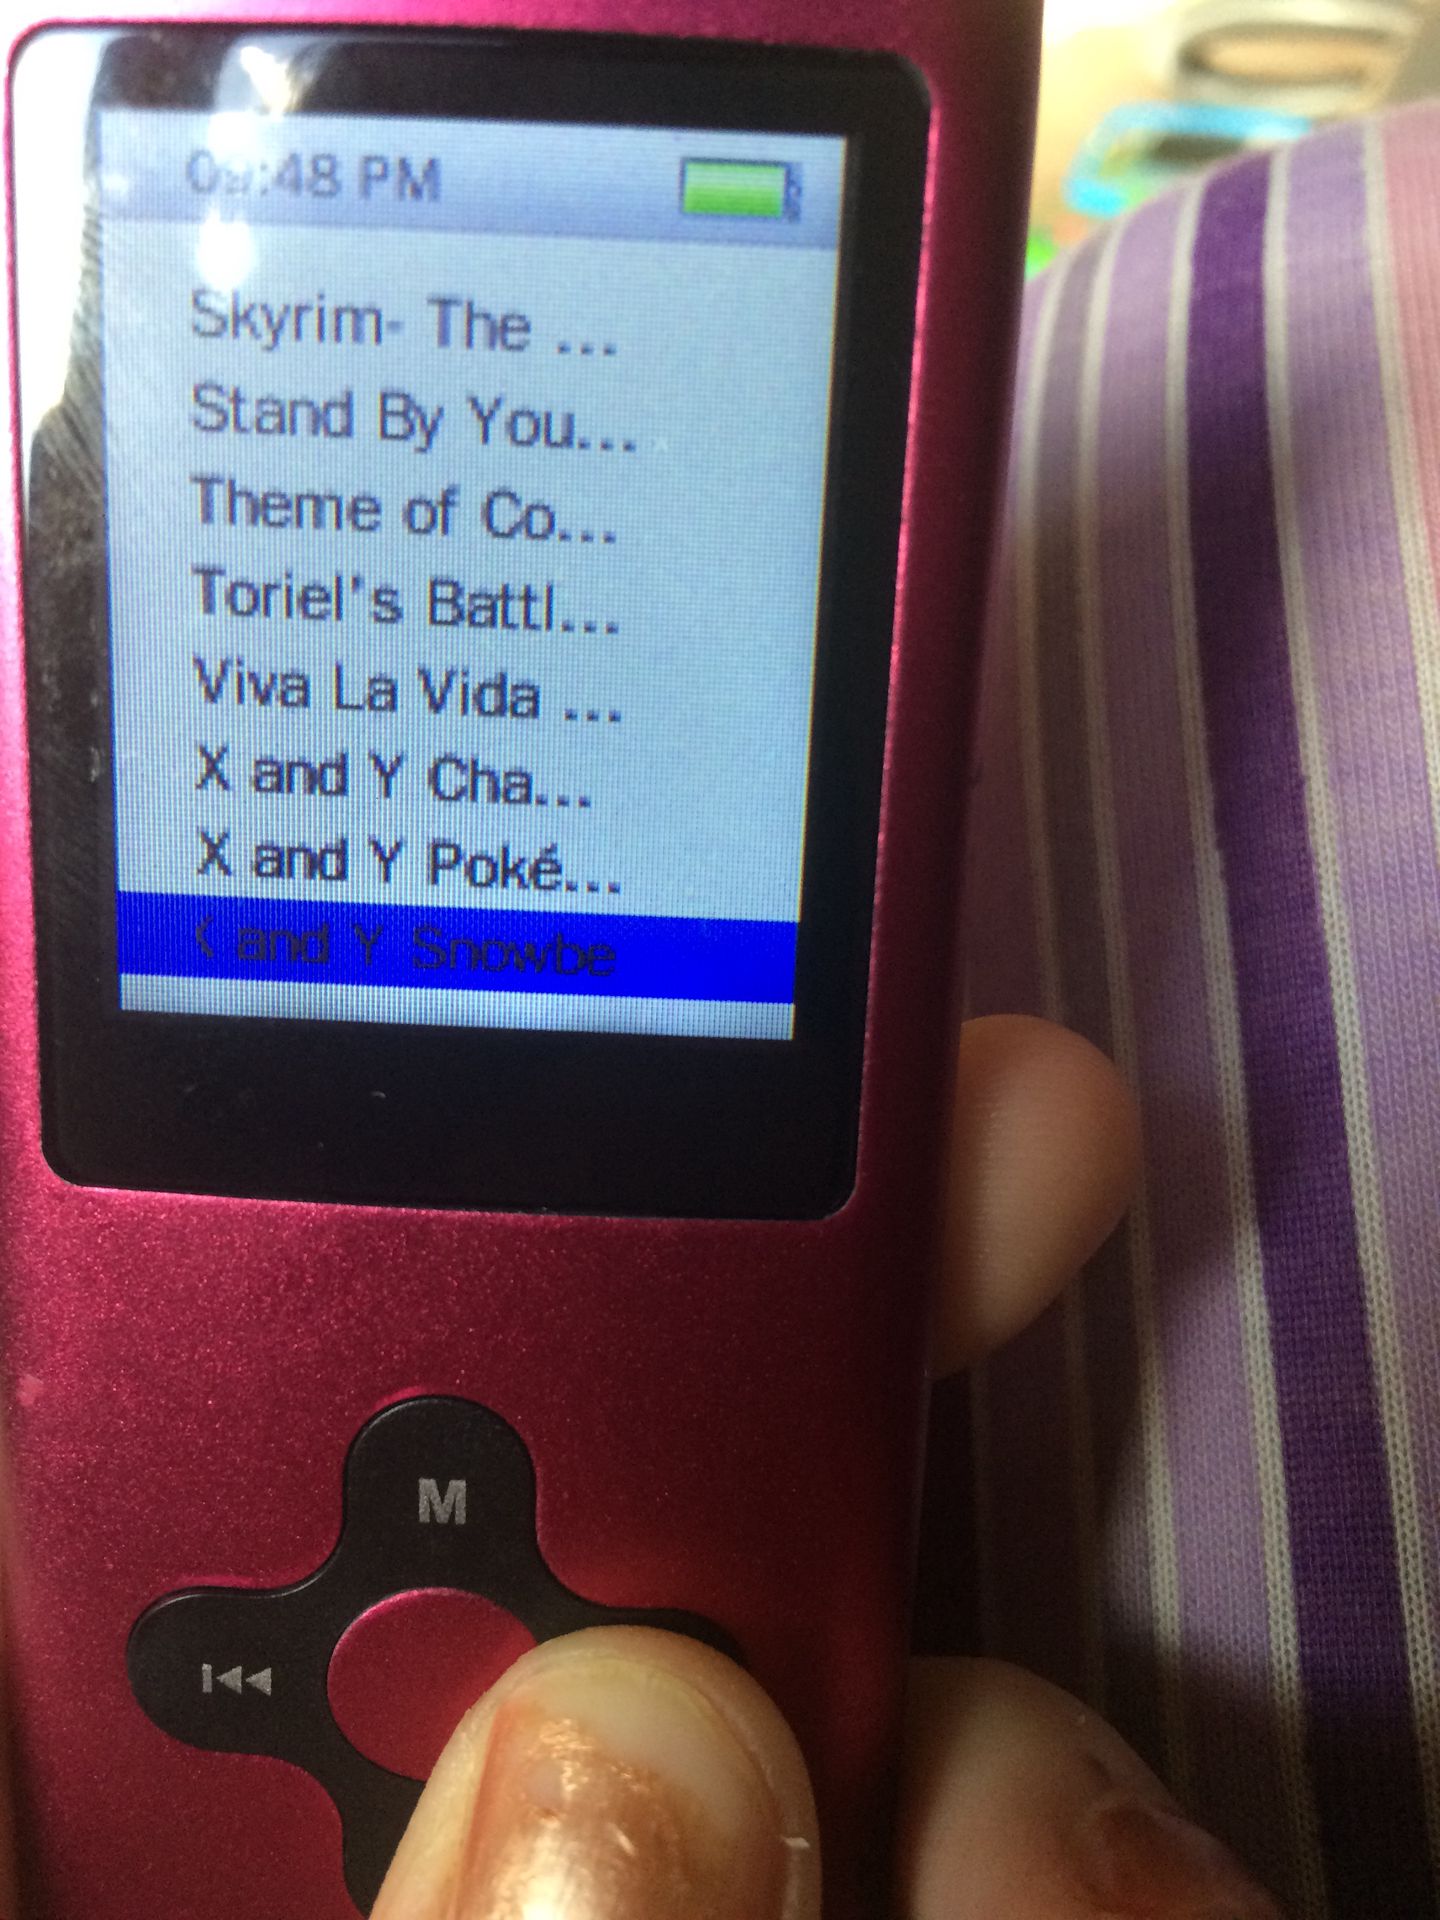 09:48 PM
Skyrim- The ...
Stand By You...
Theme of Co...
Toriel's Battl...
Viva La Vida ...
X and Y Cha...
X and Y Poké...
X and Y Snowbe
M